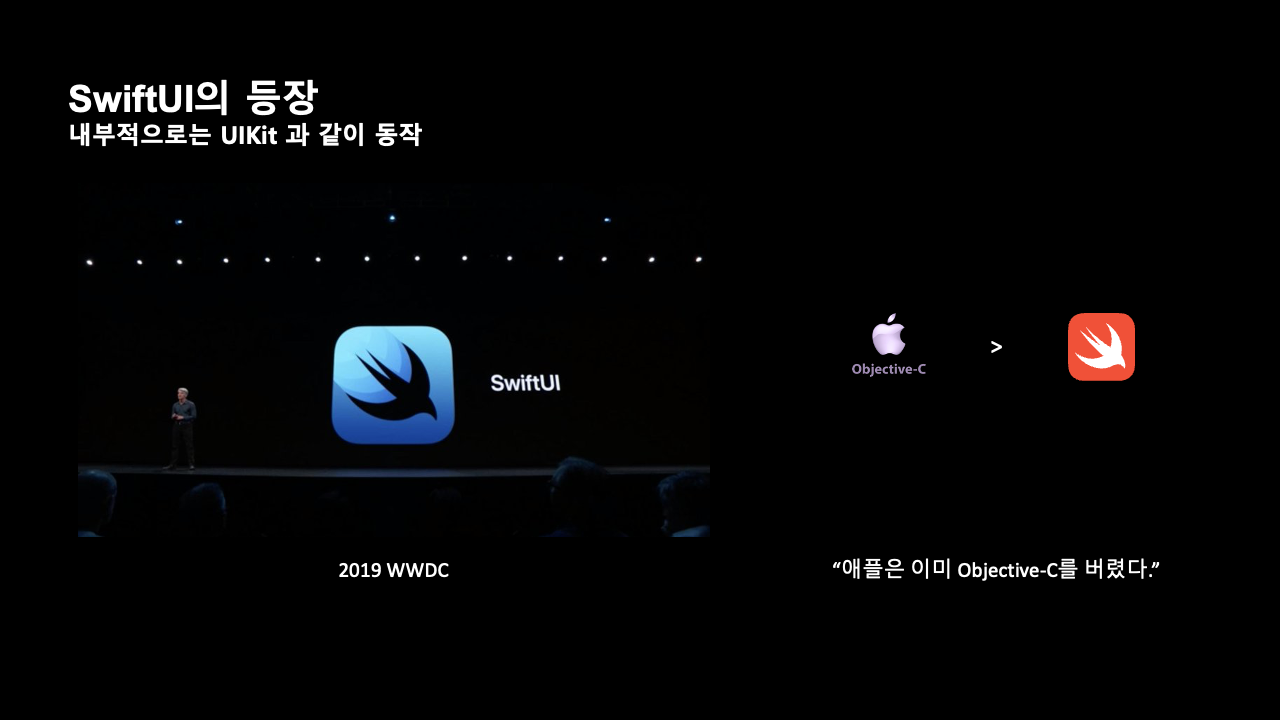 SwiftUI의 등장
내부적으로는 UIKit 과 같이 동작
SwiftUI
Objective-C
>
2019 WWDC
“애플은 이미 Objective-C를 버렸다.”